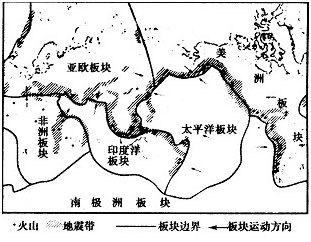 亚欧板块
美
洲
板
块
非洲
板块
印度洋
板块
太平洋板块
南极洲板块
火山 地震带 板块边界 板块运动方向